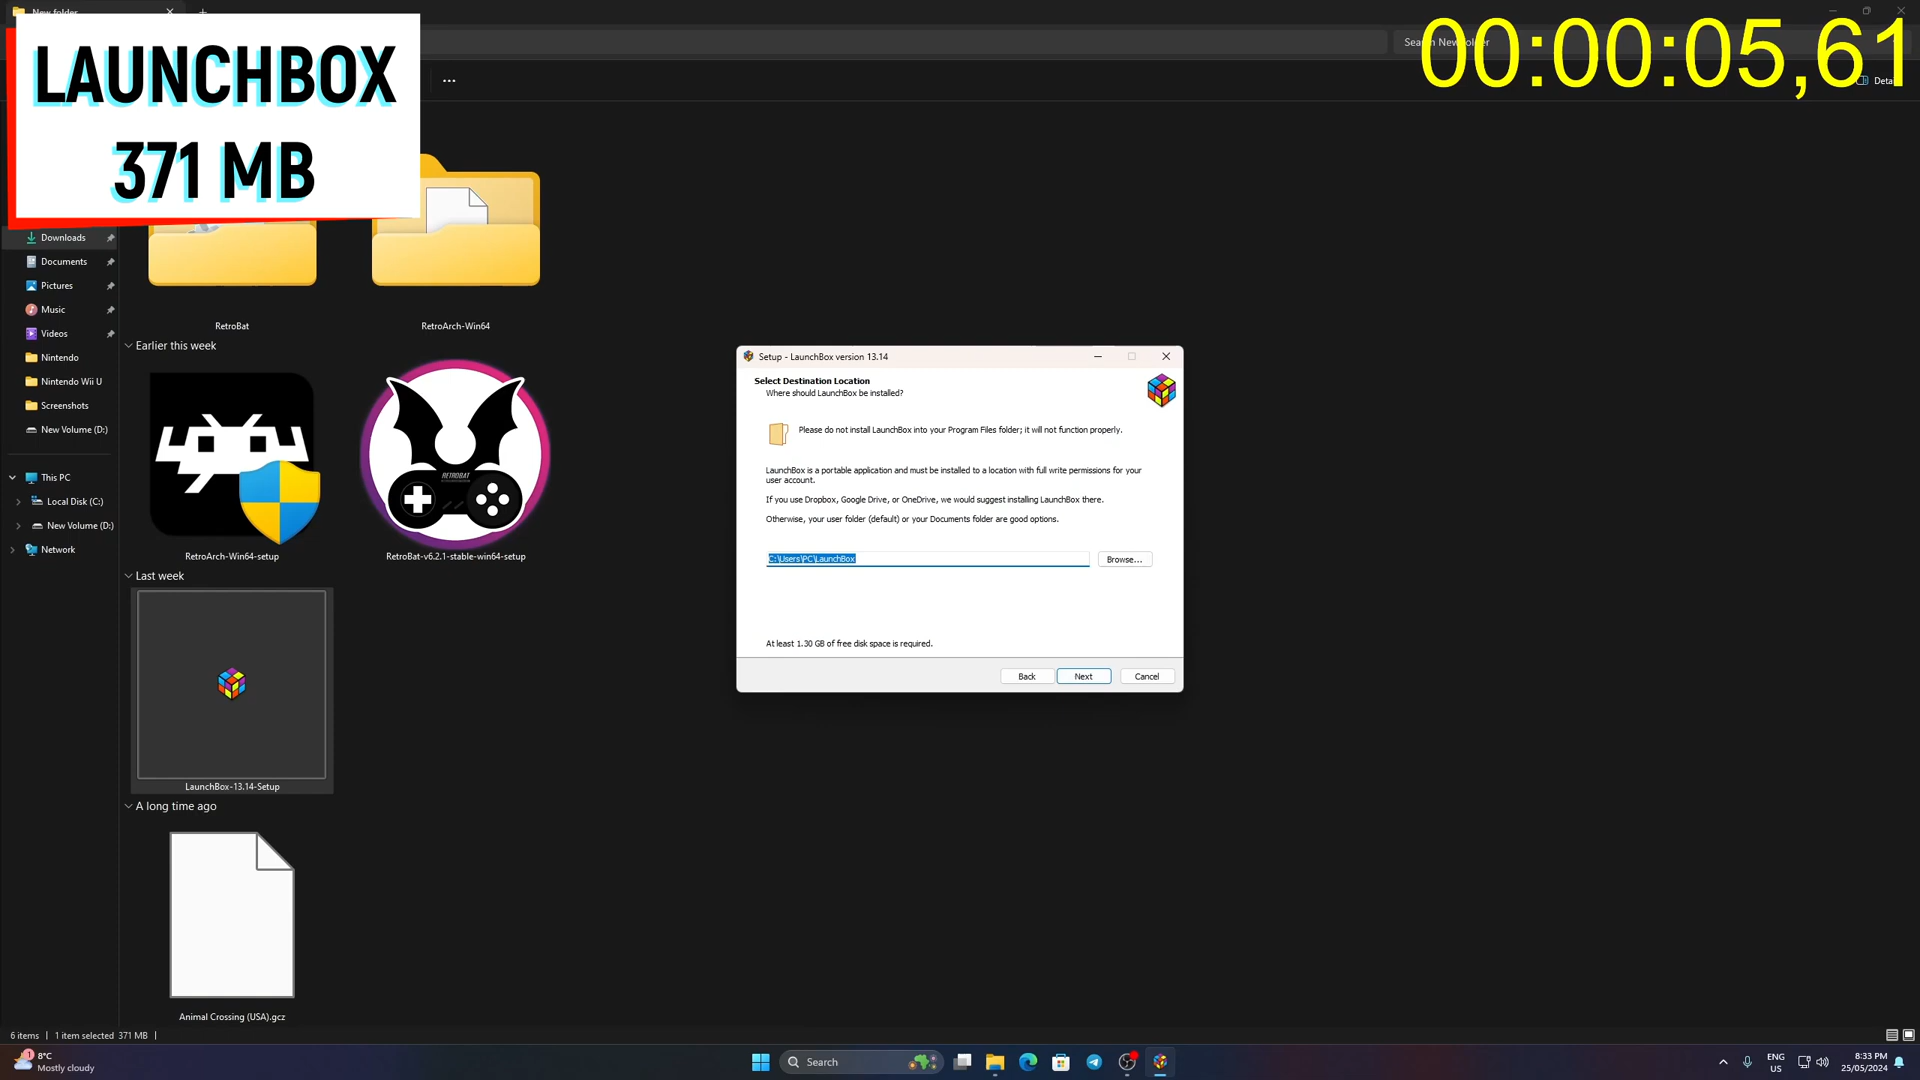 New folder
LAUNCHBOX
371 MB
00:00:05,61
Search New folder
Downloads
Documents
Pictures
Music
Videos
Nintendo
Nintendo Wii U
Screenshots
New Volume (D:)
This PC
Local Disk (C:)
New Volume (D:)
Network
RetroBat
RetroArch-Win64
Earlier this week
RETROBAT
RetroArch-Win64-setup
RetroBat-v6.2.1-stable-win64-setup
Last week
LaunchBox-13.14-Setup
A long time ago
Animal Crossing (USA).gcz
Setup - LaunchBox version 13.14
Select Destination Location
Where should LaunchBox be installed?
Please do not install LaunchBox into your Program Files folder; it will not function properly.
LaunchBox is a portable application and must be installed to a location with full write permissions for your
user account.
If you use Dropbox, Google Drive, or OneDrive, we would suggest installing LaunchBox there.
Otherwise, your user folder (default) or your Documents folder are good options.
C:\Users\PC\LaunchBox
Browse...
At least 1.30 GB of free disk space is required.
Back
Next
Cancel
6 items
1 item selected 371 MB
1
8°C
Mostly cloudy
Search
ENG
US
8:33 PM
25/05/2024